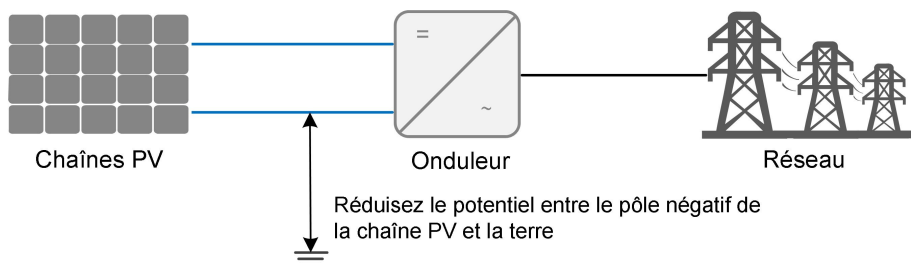 Chaînes PV
Onduleur
Réseau
Réduisez le potentiel entre le pôle négatif de
la chaîne PV et la terre